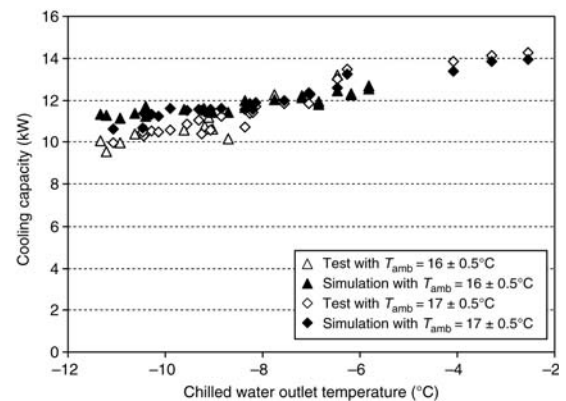 16
14
12
10
8
6
4
2
0
Cooling capacity (kW)
Test with Tamb = 16 ± 0.5°C
Simulation with Tamb = 16 ± 0.5°C
Test with Tamb = 17 ± 0.5°C
Simulation with Tamb = 17 ± 0.5°C
−12 −10 −8 −6 −4 −2
Chilled water outlet temperature (°C)